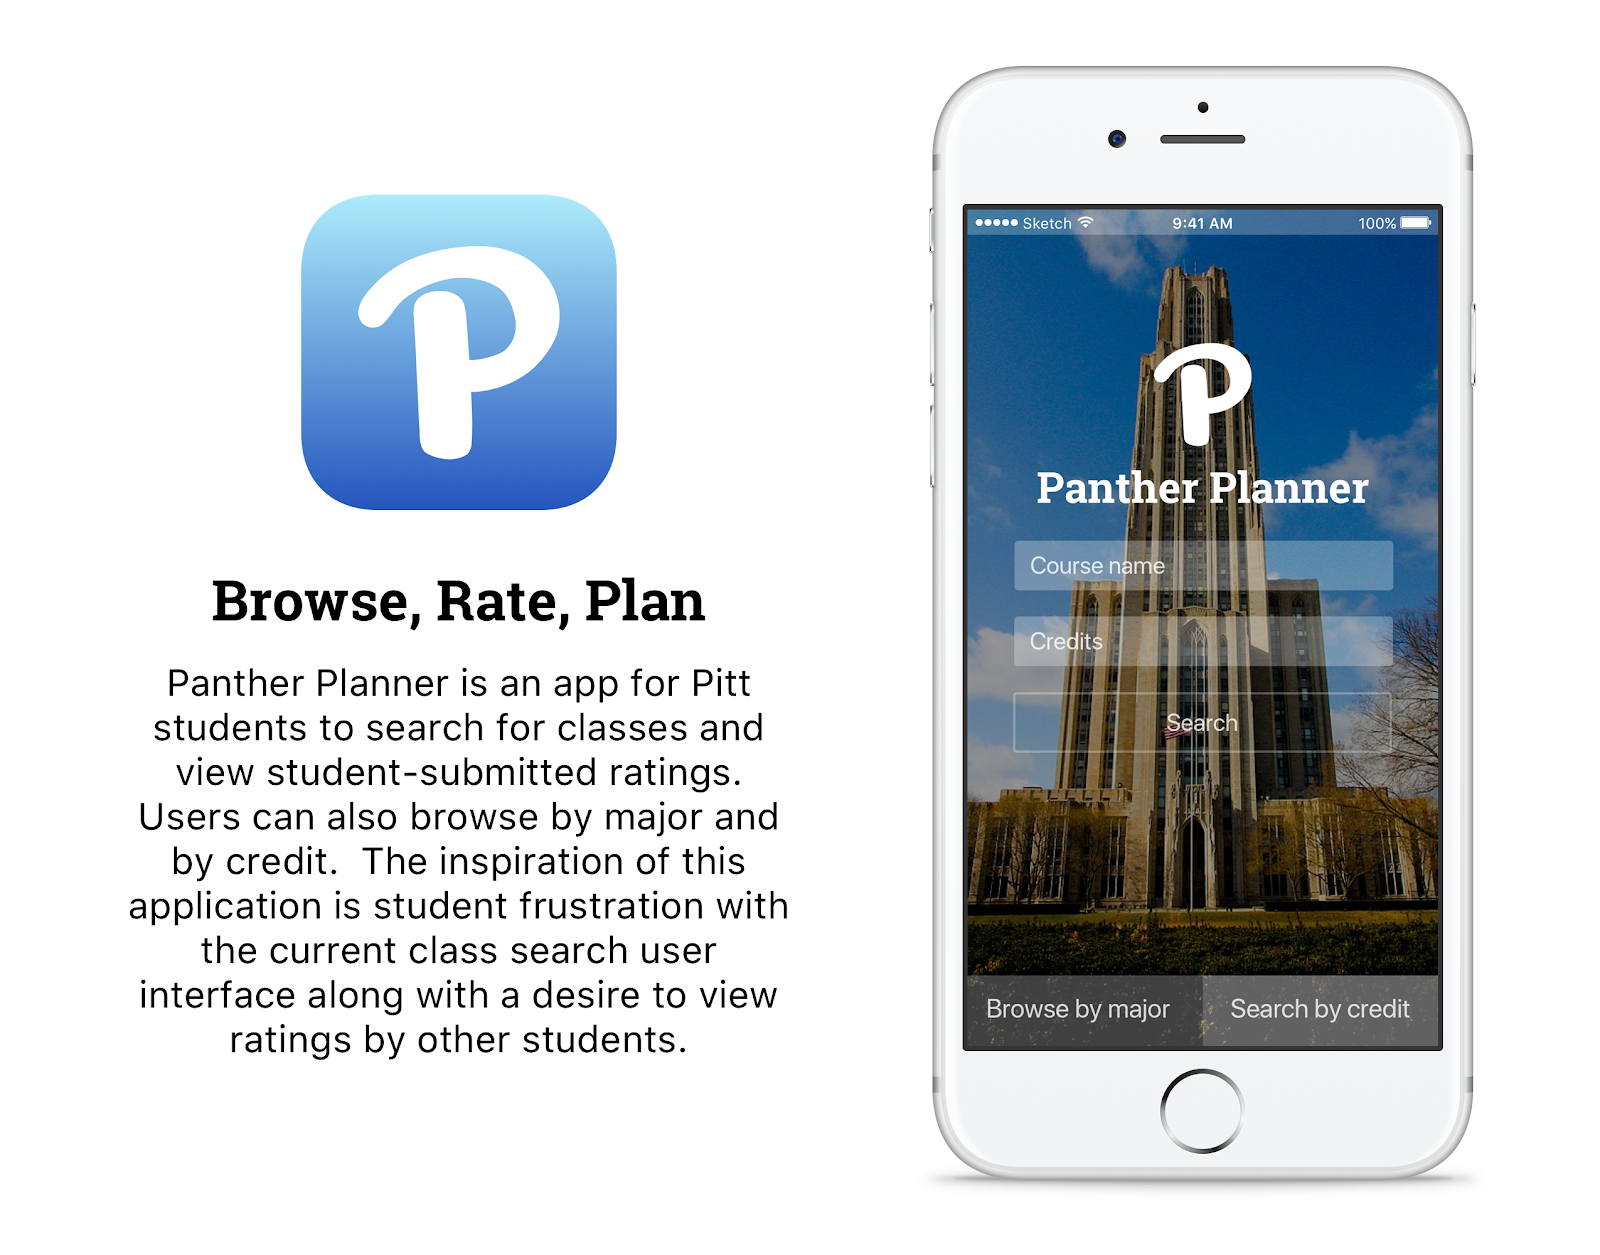 P
Browse, Rate, Plan
Panther Planner is an app for Pitt
students to search for classes and
view student-submitted ratings.
Users can also browse by major and
by credit.  The inspiration of this
application is student frustration with
the current class search user
interface along with a desire to view
ratings by other students.
Sketch 9:41 AM 100%
P
Panther Planner
Course name
Credits
Search
Browse by major Search by credit